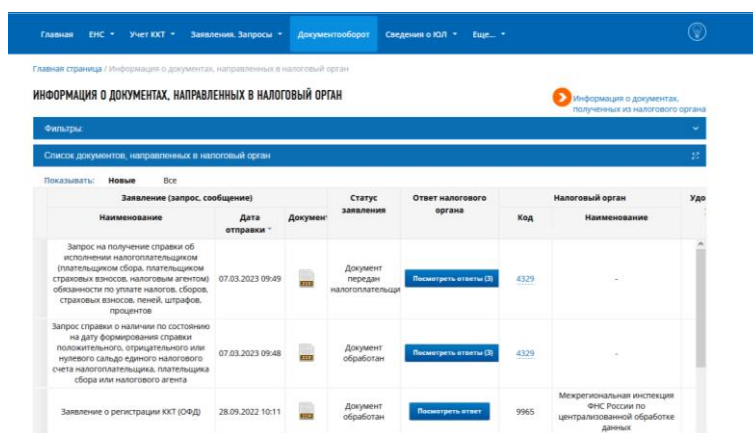 Главная ЕНС Учет ККТ Заявления. Запросы Документооборот Сведения о ЮЛ Еще...
Главная страница / Информация о документах, направленных в налоговый орган
ИНФОРМАЦИЯ О ДОКУМЕНТАХ, НАПРАВЛЕННЫХ В НАЛОГОВЫЙ ОРГАН
Информация о документах,
полученных из налогового органа
Фильтры:
Список документов, направленных в налоговый орган
Показывать: Новые Все
Заявление (запрос, сообщение)
Наименование
Дата
отправки
Документ
Статус
заявления
Ответ налогового
органа
Налоговый орган
Код
Наименование
Удо
Запрос на получение справки об
исполнении налогоплательщиком
(плательщиком сбора, плательщиком
страховых взносов, налоговым агентом)
обязанности по уплате налогов, сборов,
страховых взносов, пеней, штрафов,
процентов
07.03.2023 09:49
Документ
передан
налогоплательщи
Посмотреть ответы (3)
4329
-
Запрос справки о наличии по состоянию
на дату формирования справки
положительного, отрицательного или
нулевого сальдо единого налогового
счета налогоплательщика, плательщика
сбора или налогового агента
07.03.2023 09:48
Документ
обработан
Посмотреть ответы (3)
4329
-
Заявление о регистрации ККТ (ОФД)
28.09.2022 10:11
Документ
обработан
Посмотреть ответ
9965
Межрегиональная инспекция
ФНС России по
централизованной обработке
данных